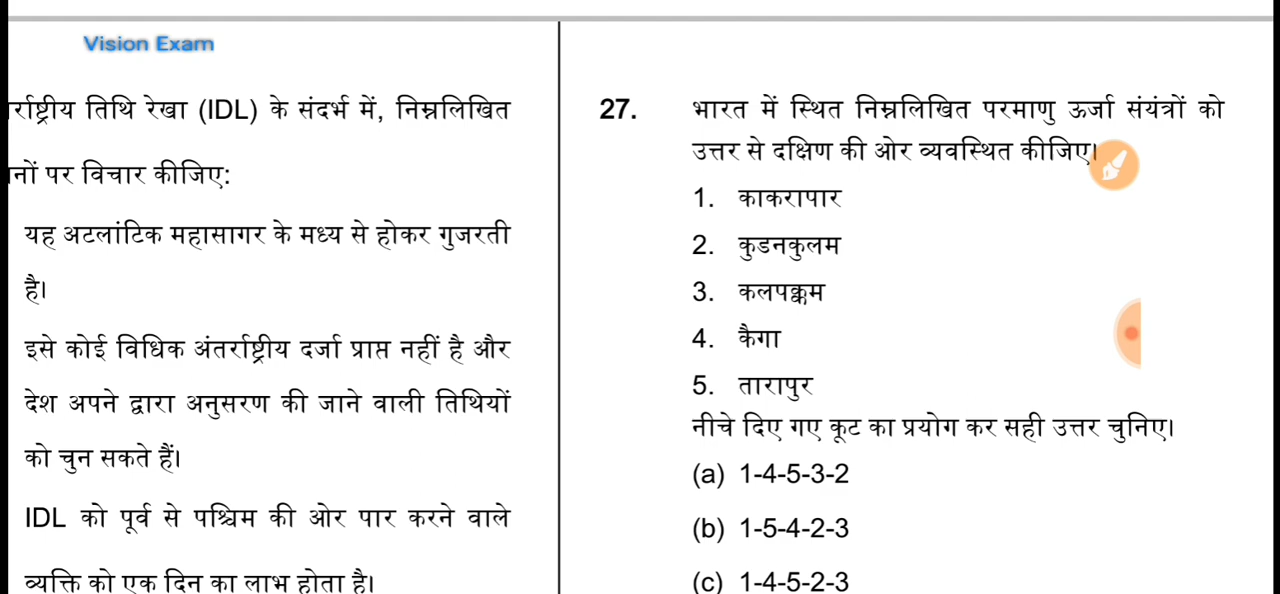 Vision Exam
र्राष्ट्रीय तिथि रेखा (IDL) के संदर्भ में, निम्नलिखित
नों पर विचार कीजिए:
यह अटलांटिक महासागर के मध्य से होकर गुजरती
है।
इसे कोई विधिक अंतर्राष्ट्रीय दर्जा प्राप्त नहीं है और
देश अपने द्वारा अनुसरण की जाने वाली तिथियों
को चुन सकते हैं।
IDL को पूर्व से पश्चिम की ओर पार करने वाले
व्यक्ति को एक दिन का लाभ होता है।
27. भारत में स्थित निम्नलिखित परमाणु ऊर्जा संयंत्रों को
उत्तर से दक्षिण की ओर व्यवस्थित कीजिए।
1. काकरापार
2. कुडनकुलम
3. कलपक्कम
4. कैगा
5. तारापुर
नीचे दिए गए कूट का प्रयोग कर सही उत्तर चुनिए।
(a) 1-4-5-3-2
(b) 1-5-4-2-3
(c) 1-4-5-2-3